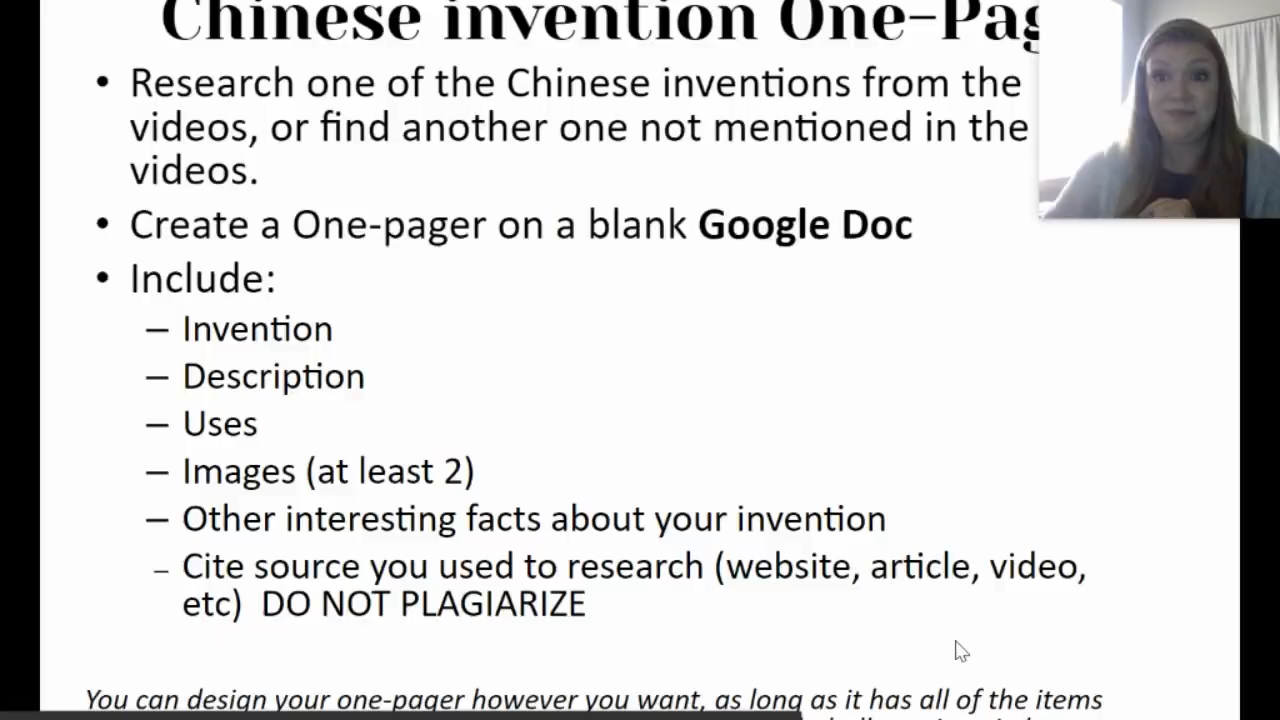 Chinese invention One-Pag
• Research one of the Chinese inventions from the
videos, or find another one not mentioned in the
videos.
• Create a One-pager on a blank Google Doc
• Include:
– Invention
– Description
– Uses
– Images (at least 2)
– Other interesting facts about your invention
– Cite source you used to research (website, article, video,
etc) DO NOT PLAGIARIZE
You can design your one-pager however you want, as long as it has all of the items